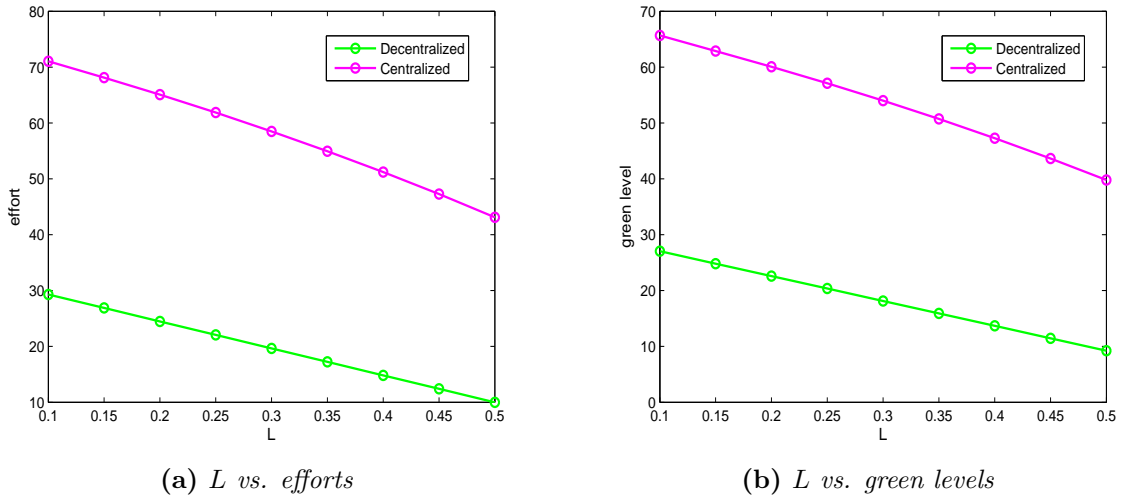 80
70
60
50
40
30
20
10
effort
0.1 0.15 0.2 0.25 0.3 0.35 0.4 0.45 0.5
L
Decentralized
Centralized
(a) L vs. efforts
70
60
50
40
30
20
10
0
green level
0.1 0.15 0.2 0.25 0.3 0.35 0.4 0.45 0.5
L
Decentralized
Centralized
(b) L vs. green levels